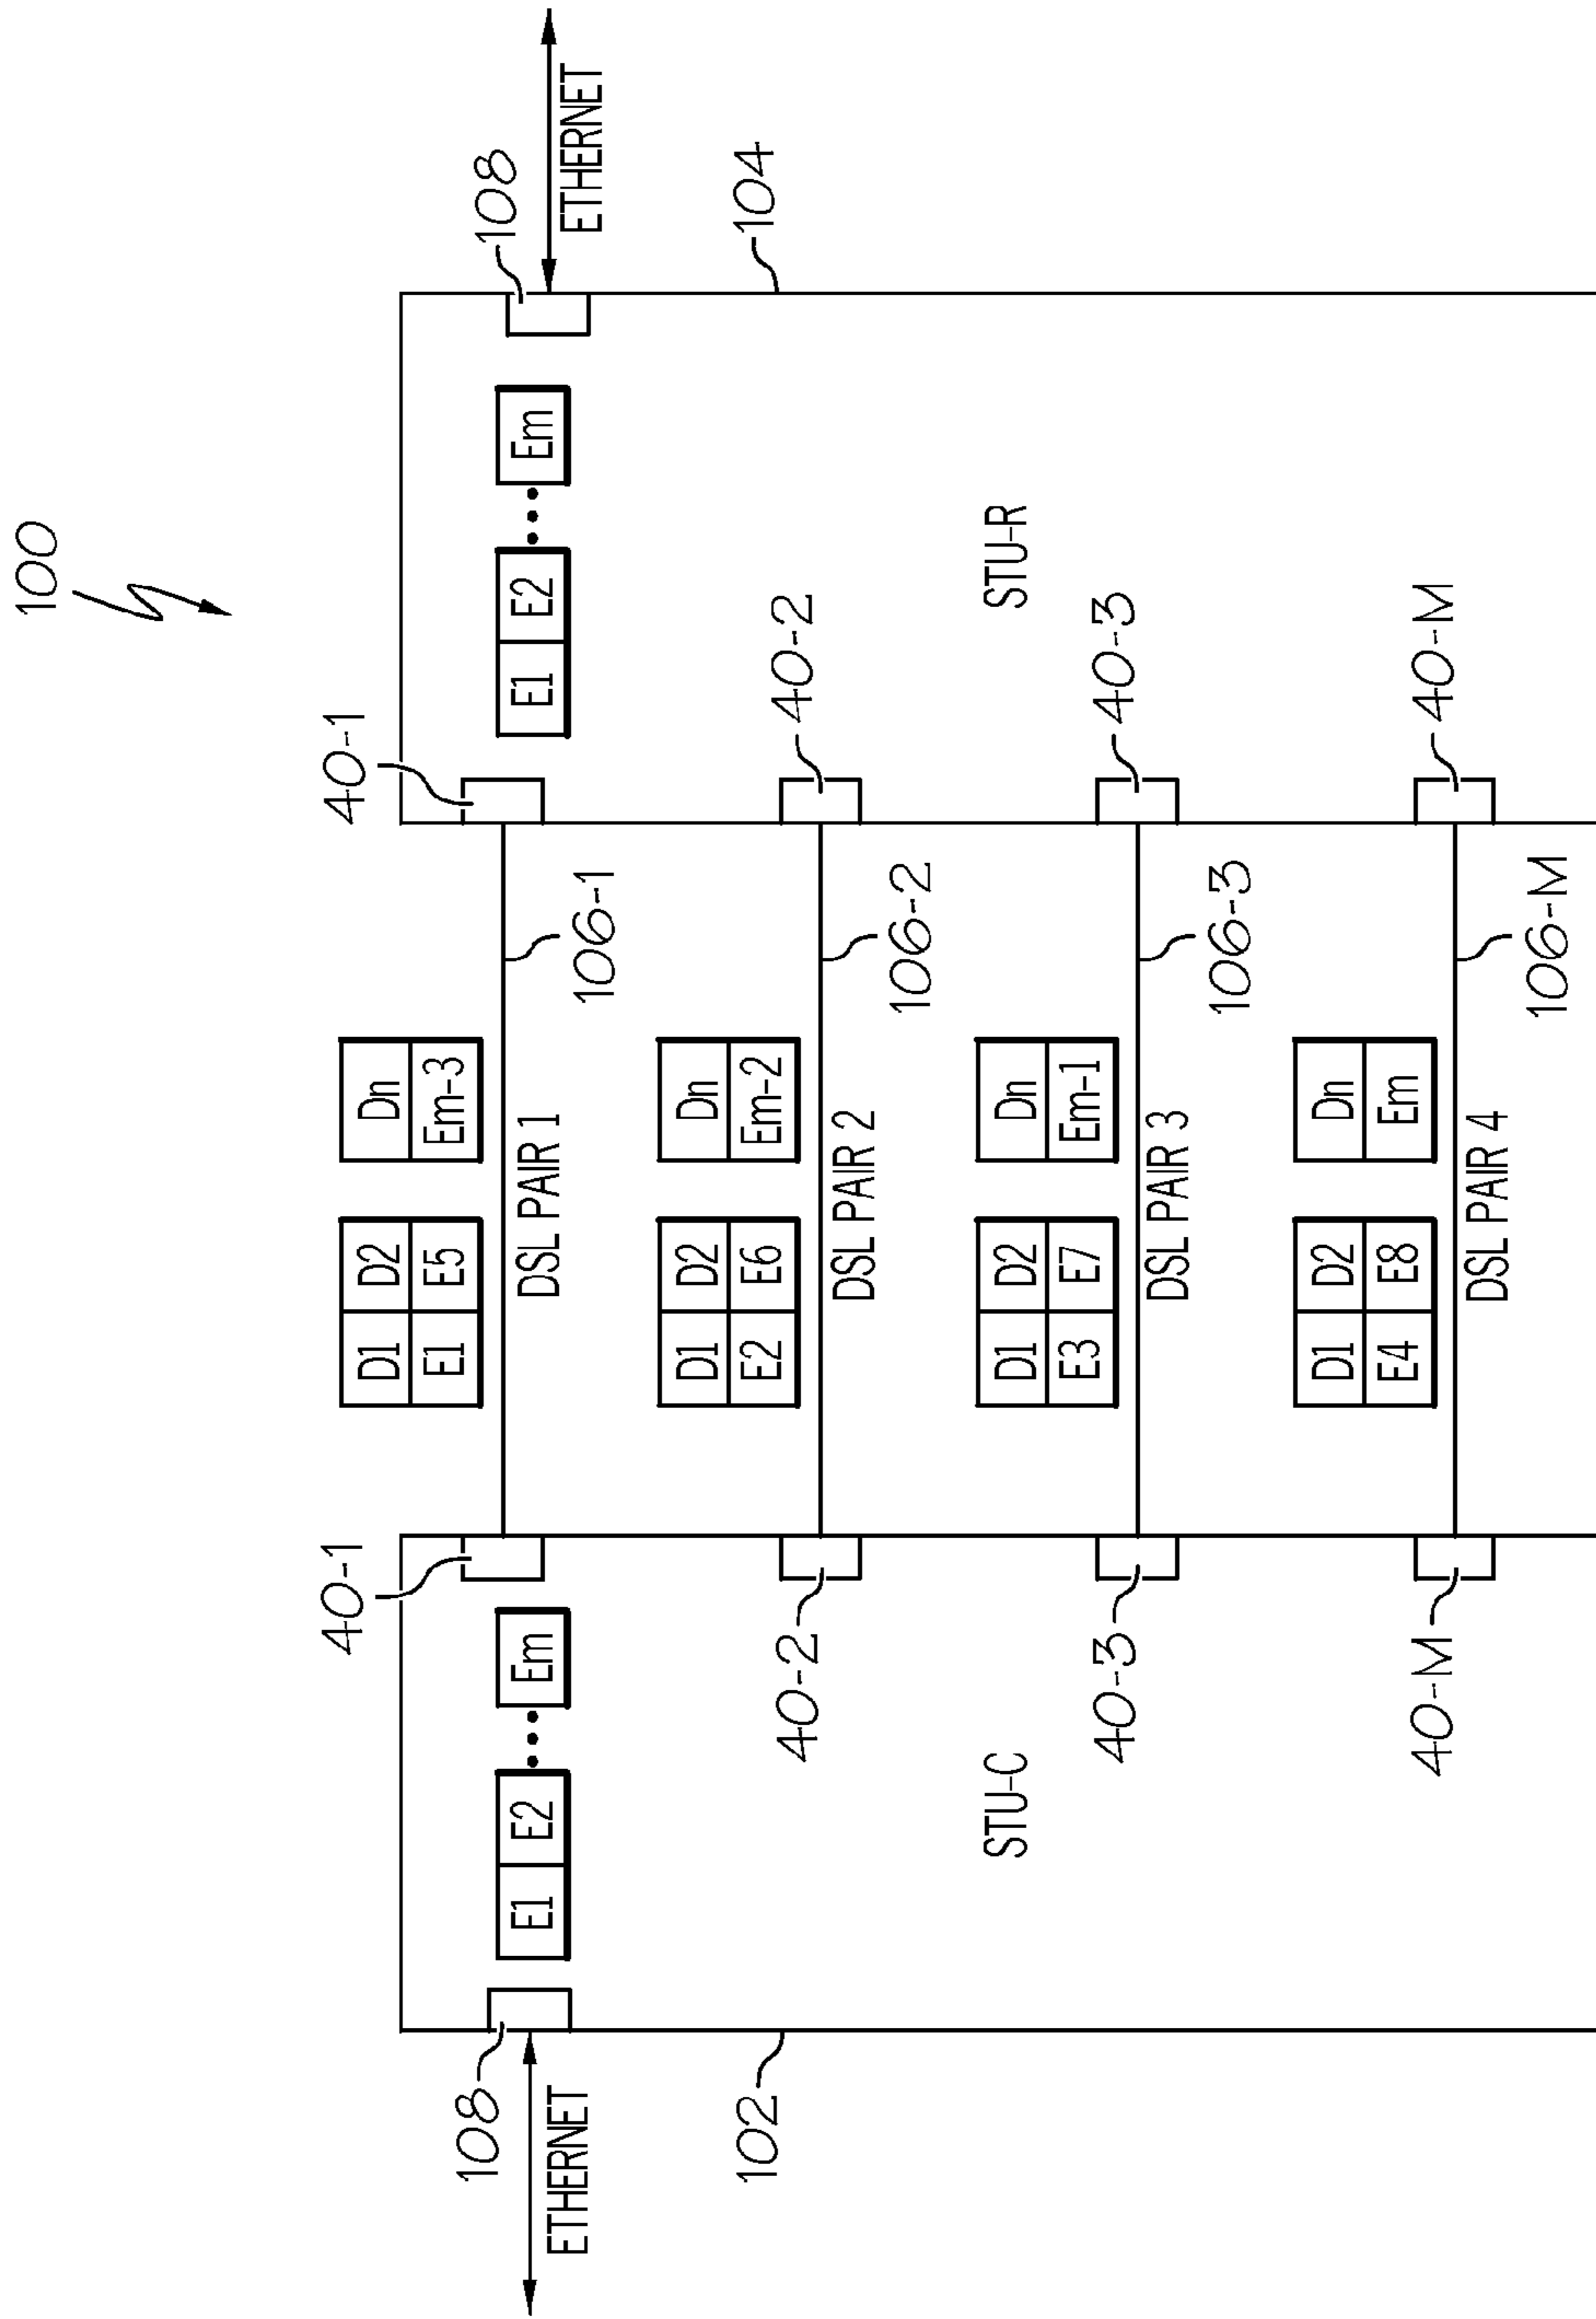 100
40-1
40-1
108
108
E1 E2 ••• Em
D1 D2 Dn
E1 E5 Em-3
E1 E2 ••• Em
ETHERNET
DSL PAIR 1
ETHERNET
106-1
102
104
D1 D2 Dn
E2 E6 Em-2
40-2
DSL PAIR 2
40-2
106-2
STU-C
STU-R
D1 D2 Dn
E3 E7 Em-1
40-3
DSL PAIR 3
40-3
106-3
D1 D2 Dn
E4 E8 Em
40-M
DSL PAIR 4
40-M
106-M